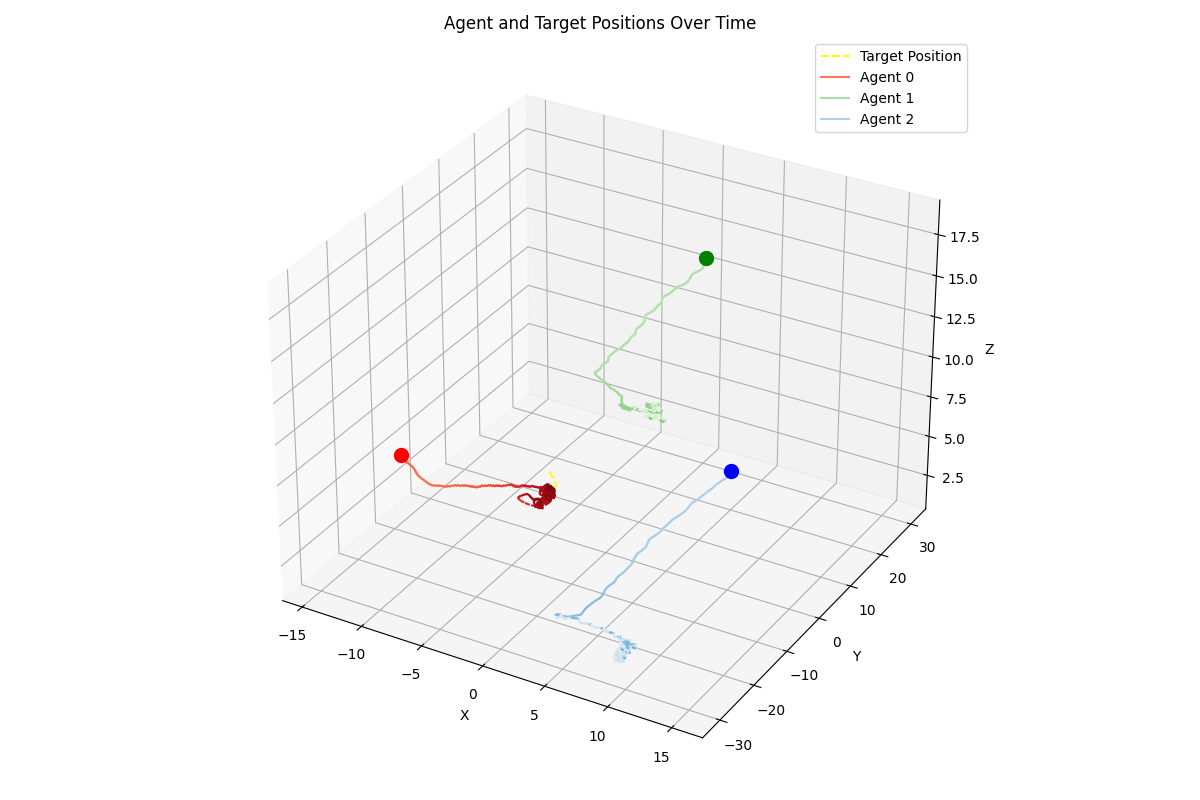 Agent and Target Positions Over Time
Target Position
Agent 0
Agent 1
Agent 2
17.5
15.0
12.5
10.0
7.5
5.0
2.5
Z
30
20
10
0
−10
−20
−30
Y
−15
−10
−5
0
5
10
15
X